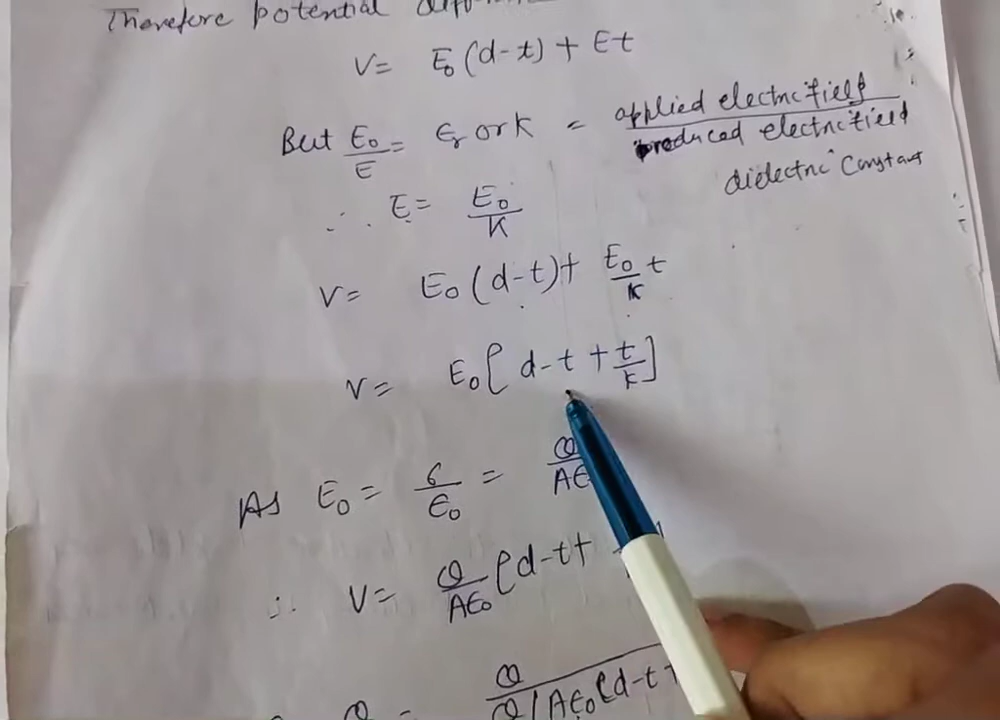 Therefore potential
V= E₀(d-t) + Et
But E₀/E = εr or K = applied electric field/produced electric field
dielectric constant
∴ E = E₀/K
V= E₀(d-t)+ E₀/K t
V= E₀[d-t + t/K]
As E₀ = σ/ε₀ = Q/Aε
∴ V= Q/Aε₀ [d-t+
Q = Q/Q/Aε₀[d-t+